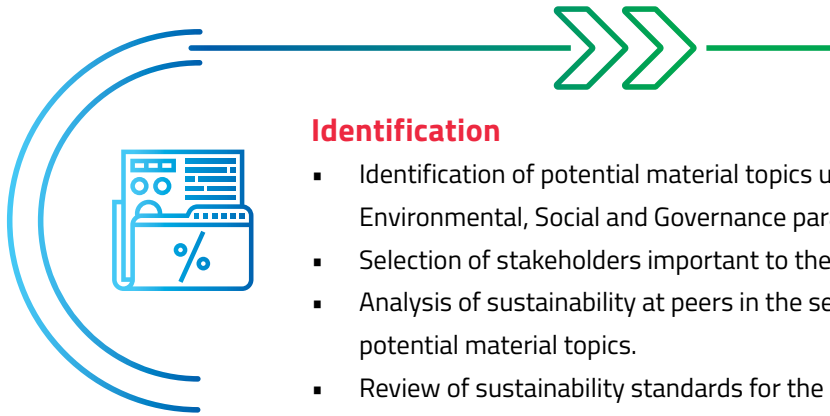 Identification
▪ Identification of potential material topics u
Environmental, Social and Governance par
▪ Selection of stakeholders important to the
▪ Analysis of sustainability at peers in the se
potential material topics.
▪ Review of sustainability standards for the
%